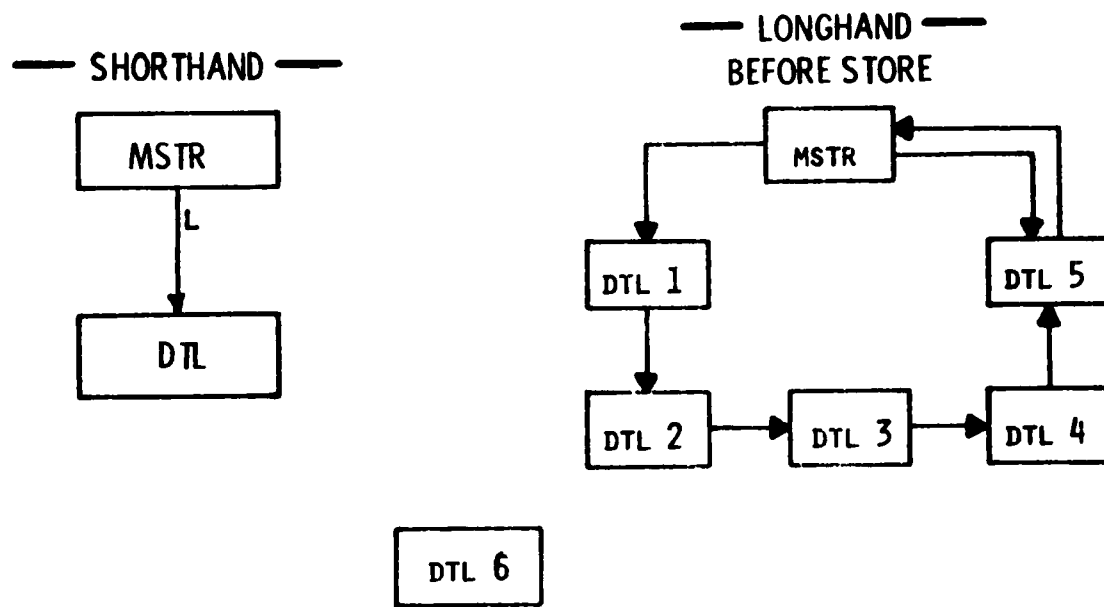 — SHORTHAND —
MSTR
L
DTL
— LONGHAND —
BEFORE STORE
MSTR
DTL 1
DTL 5
DTL 2
DTL 3
DTL 4
DTL 6